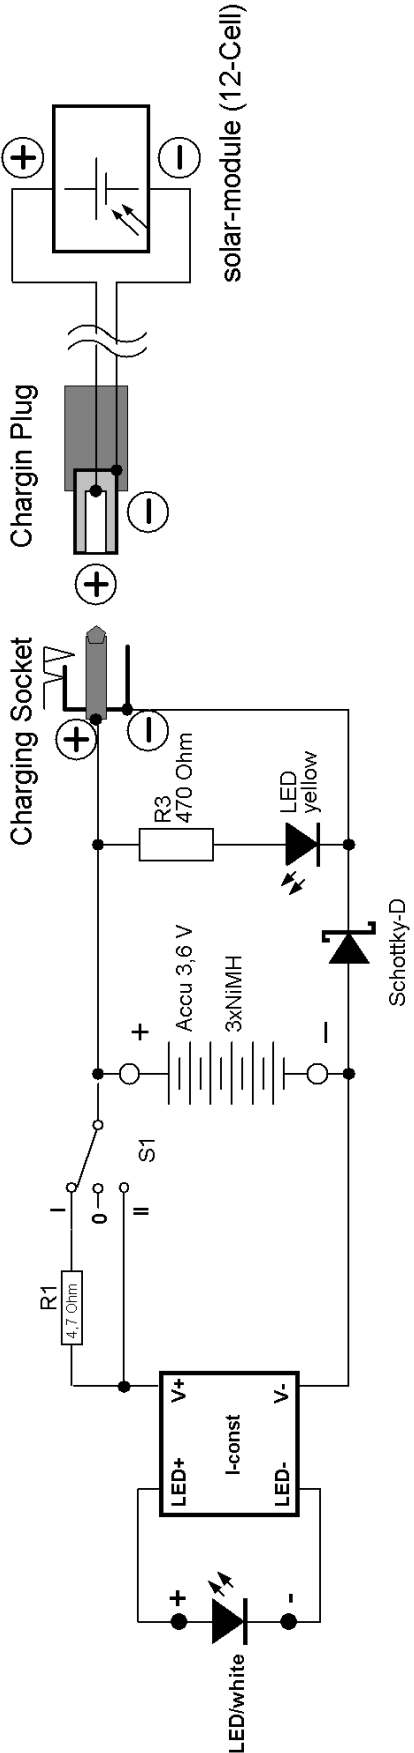 LED/white
+
-
LED+
LED-
I-const
V+
V-
R1
4,7 Ohm
I
0
II
S1
+
−
Accu 3,6 V
3xNiMH
Schottky-D
R3
470 Ohm
LED
yellow
Charging Socket
+
−
+
−
Chargin Plug
+
−
solar-module (12-Cell)